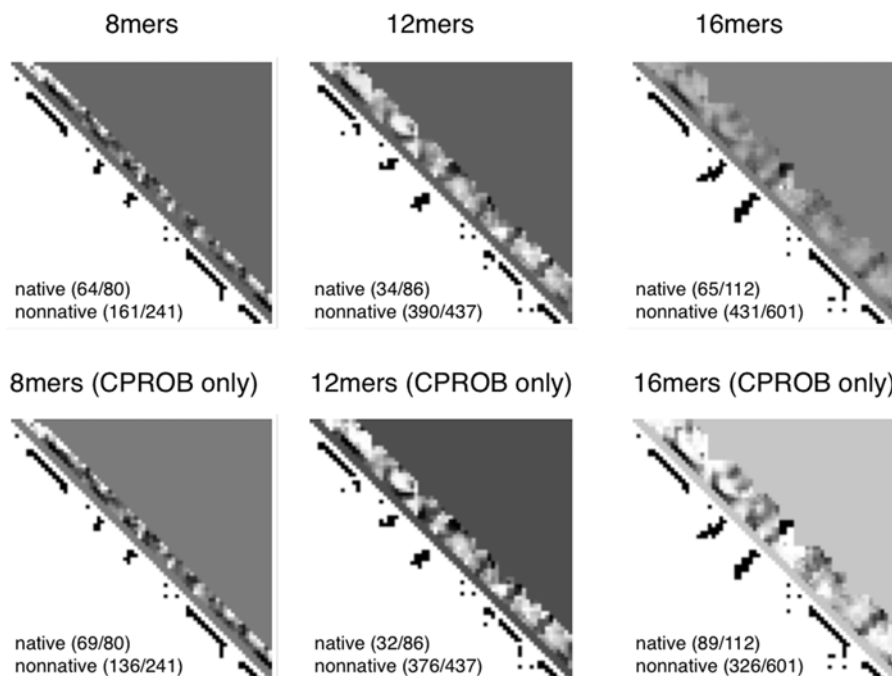 8mers
12mers
16mers
native (64/80)
nonnative (161/241)
native (34/86)
nonnative (390/437)
native (65/112)
nonnative (431/601)
8mers (CPROB only)
12mers (CPROB only)
16mers (CPROB only)
native (69/80)
nonnative (136/241)
native (32/86)
nonnative (376/437)
native (89/112)
nonnative (326/601)